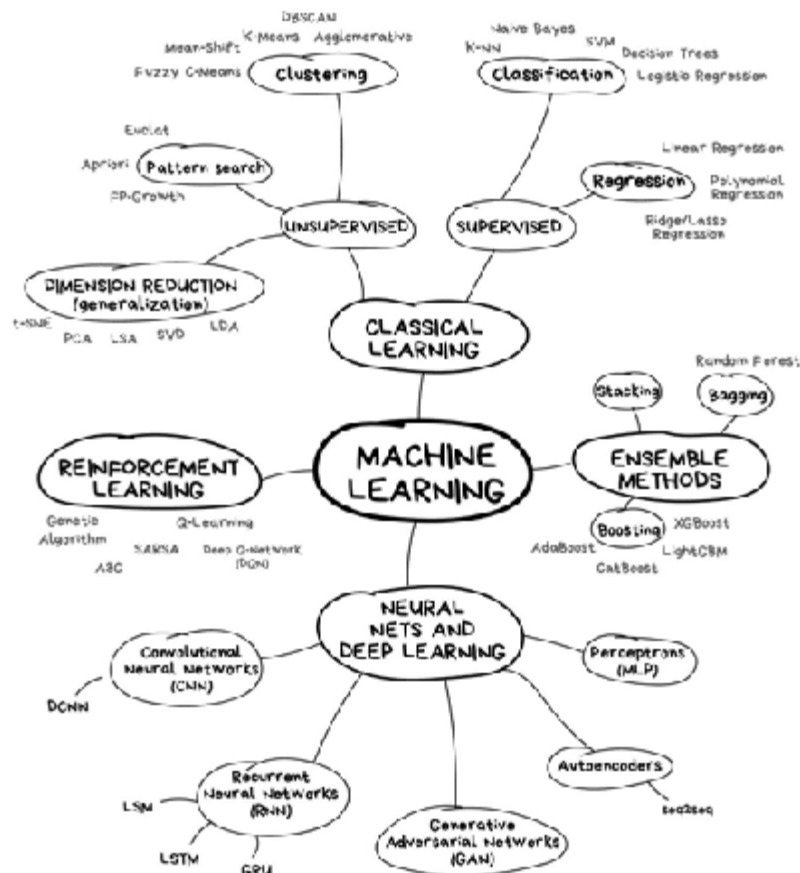 DBSCAN
K-Means Agglomerative
Mean-Shift
Fuzzy C-Means
Clustering
Naive Bayes
K-NN
SVM
Decision Trees
Classification
Logistic Regression
Euclat
Apriori
Pattern search
FP-Growth
Linear Regression
Regression
Polynomial
Regression
Ridge/Lasso
Regression
UNSUPERVISED
SUPERVISED
DIMENSION REDUCTION
(generalization)
t-SNE
PCA
LSA
SVD
LDA
CLASSICAL
LEARNING
Random Forest
Stacking
Bagging
MACHINE
LEARNING
REINFORCEMENT
LEARNING
ENSEMBLE
METHODS
Genetic
Algorithm
Q-Learning
SARSA
Deep Q-Network
(DQN)
A3C
Boosting
XGBoost
AdaBoost
LightGBM
CatBoost
NEURAL
NETS AND
DEEP LEARNING
Convolutional
Neural Networks
(CNN)
DCNN
Perceptrons
(MLP)
Autoencoders
seq2seq
Recurrent
Neural Networks
(RNN)
LSM
LSTM
GRU
Generative
Adversarial Networks
(GAN)